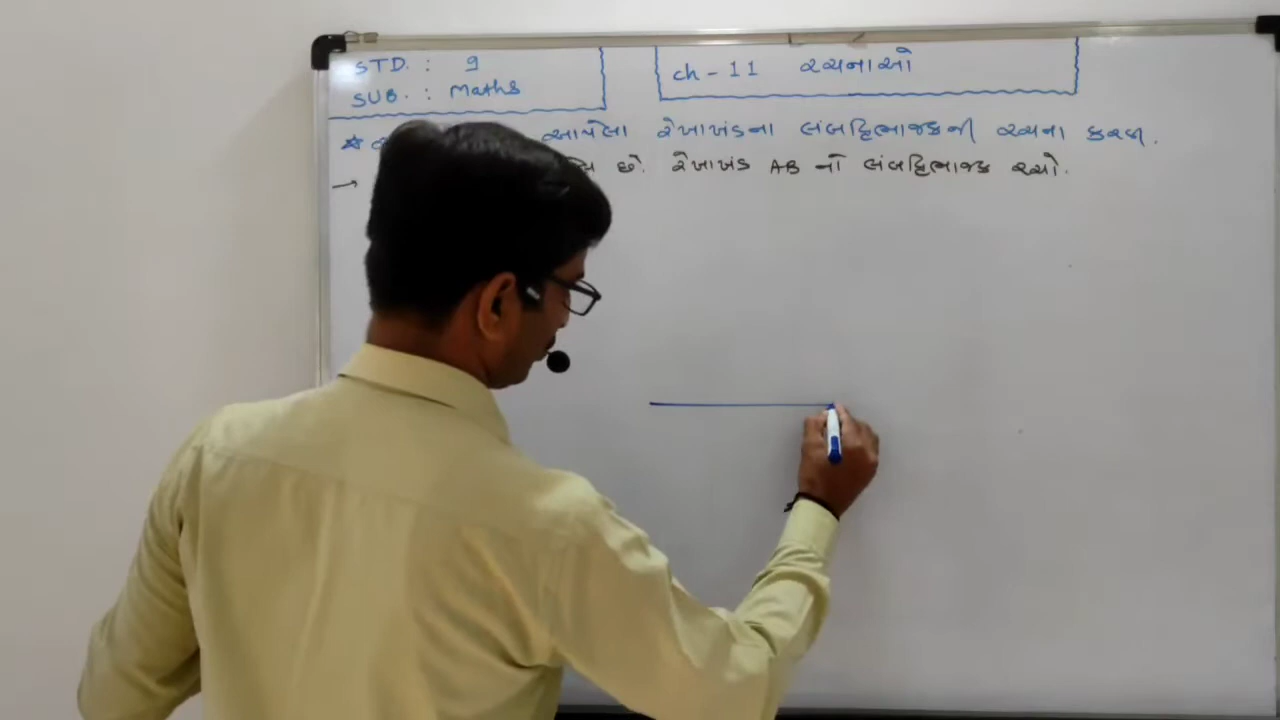 STD. : 9
SUB. : Maths
ch - 11 રચનાઓ
આપેલા રેખાખંડના લંબદ્વિભાજકની રચના કરવી.
છે. રેખાખંડ AB નો લંબદ્વિભાજક રચો.